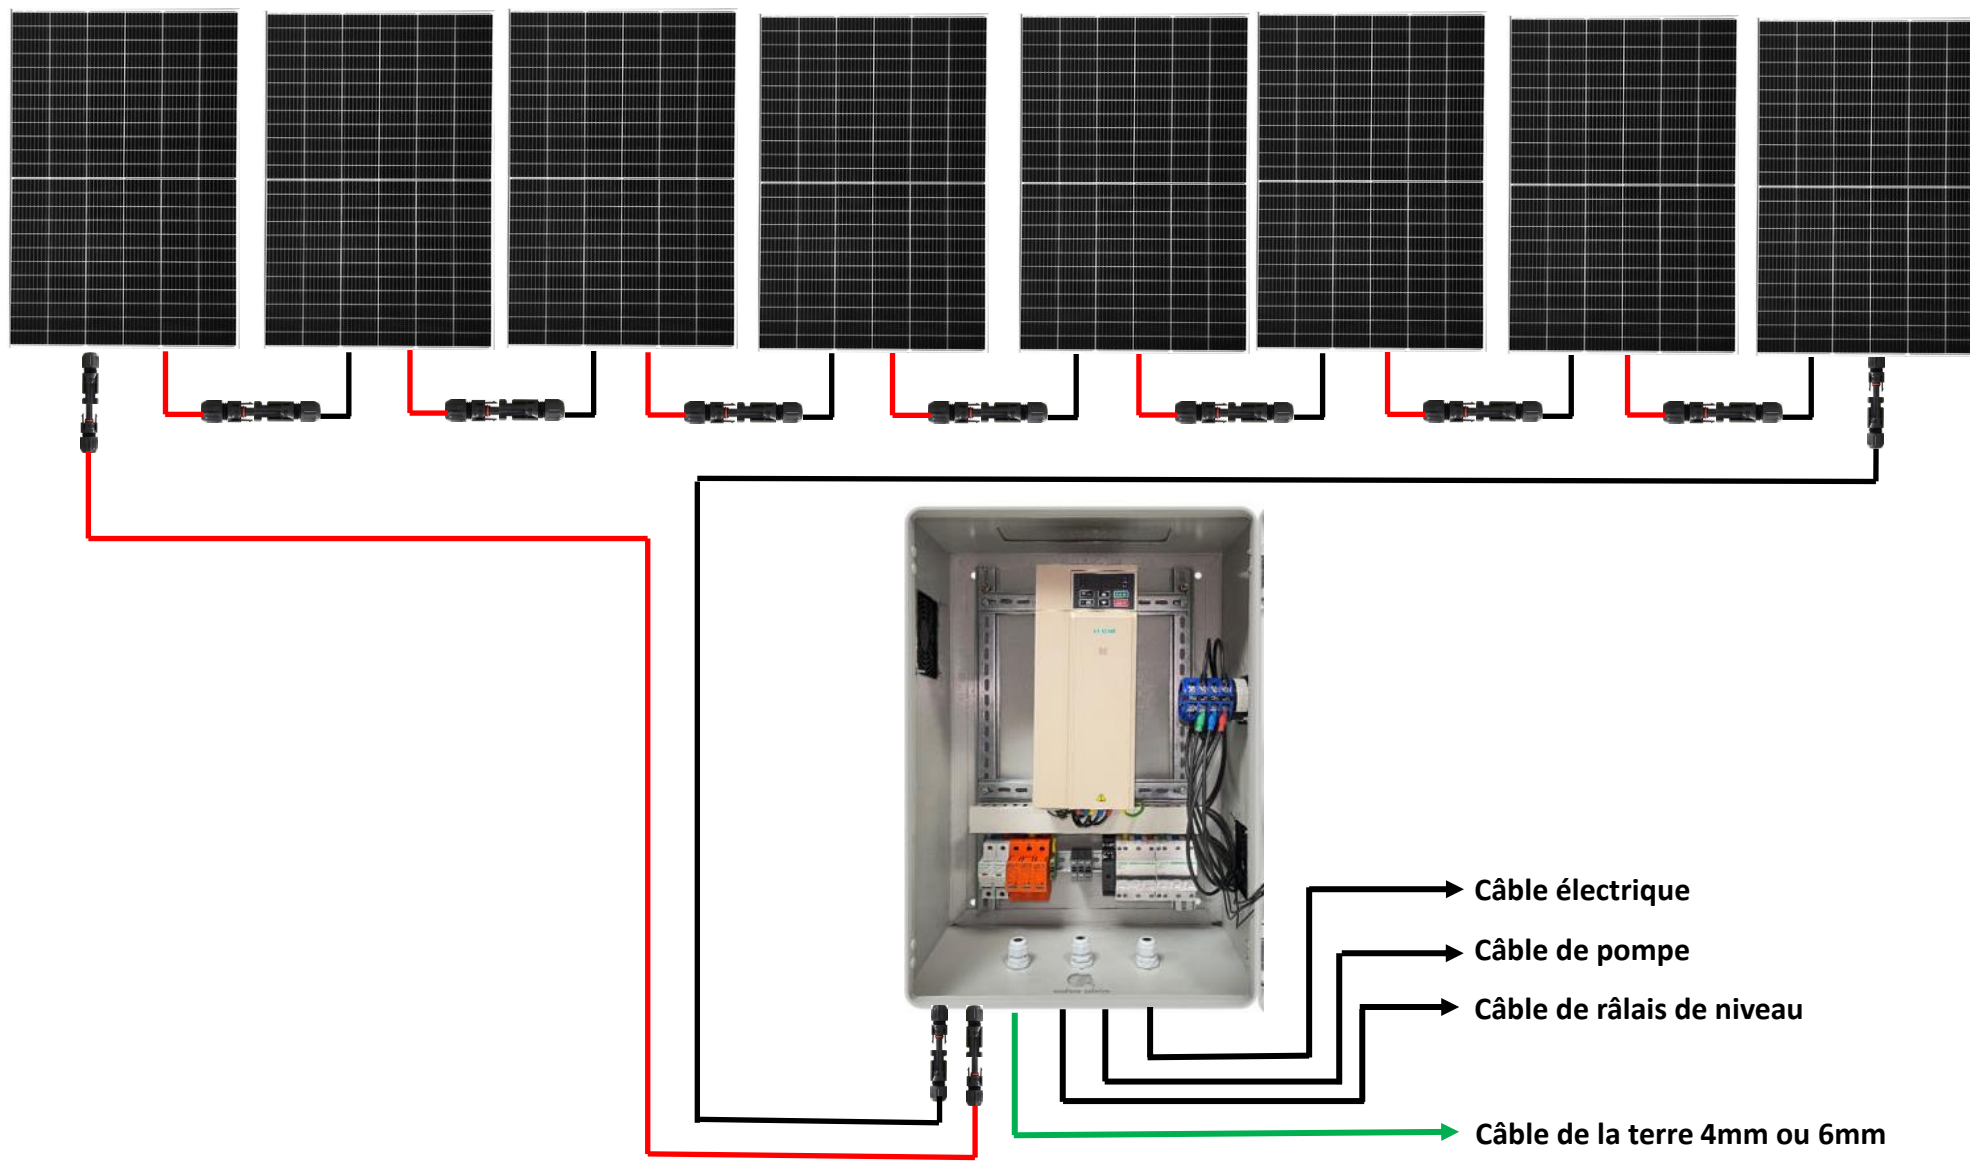 Câble électrique
Câble de pompe
Câble de râlais de niveau
Câble de la terre 4mm ou 6mm